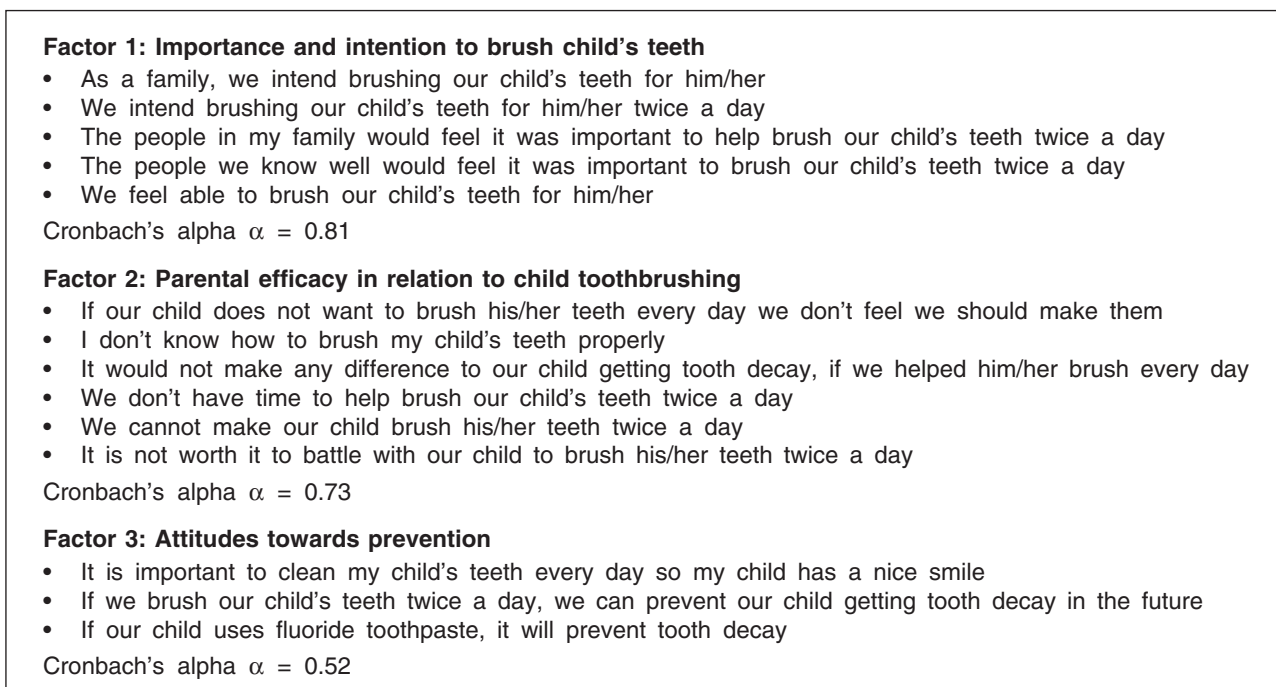 Factor 1: Importance and intention to brush child's teeth
• As a family, we intend brushing our child's teeth for him/her
• We intend brushing our child's teeth for him/her twice a day
• The people in my family would feel it was important to help brush our child's teeth twice a day
• The people we know well would feel it was important to brush our child's teeth twice a day
• We feel able to brush our child's teeth for him/her
Cronbach's alpha α = 0.81
Factor 2: Parental efficacy in relation to child toothbrushing
• If our child does not want to brush his/her teeth every day we don't feel we should make them
• I don't know how to brush my child's teeth properly
• It would not make any difference to our child getting tooth decay, if we helped him/her brush every day
• We don't have time to help brush our child's teeth twice a day
• We cannot make our child brush his/her teeth twice a day
• It is not worth it to battle with our child to brush his/her teeth twice a day
Cronbach's alpha α = 0.73
Factor 3: Attitudes towards prevention
• It is important to clean my child's teeth every day so my child has a nice smile
• If we brush our child's teeth twice a day, we can prevent our child getting tooth decay in the future
• If our child uses fluoride toothpaste, it will prevent tooth decay
Cronbach's alpha α = 0.52